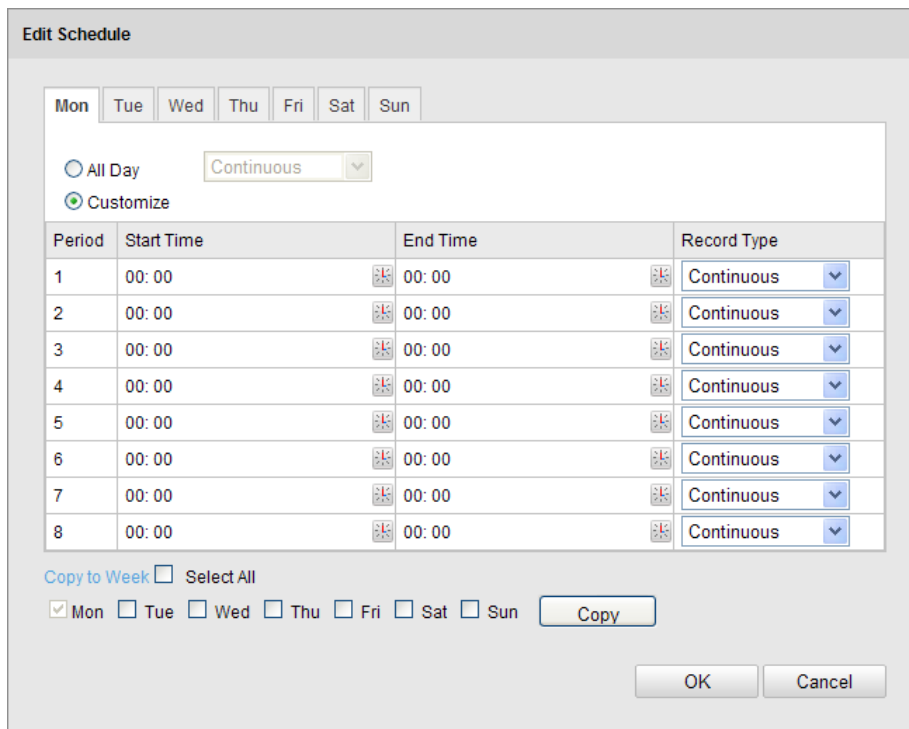 Edit Schedule
Mon Tue Wed Thu Fri Sat Sun
All Day Continuous
Customize
Period Start Time End Time Record Type
1 00: 00 00: 00 Continuous
2 00: 00 00: 00 Continuous
3 00: 00 00: 00 Continuous
4 00: 00 00: 00 Continuous
5 00: 00 00: 00 Continuous
6 00: 00 00: 00 Continuous
7 00: 00 00: 00 Continuous
8 00: 00 00: 00 Continuous
Copy to Week Select All
Mon Tue Wed Thu Fri Sat Sun Copy
OK Cancel